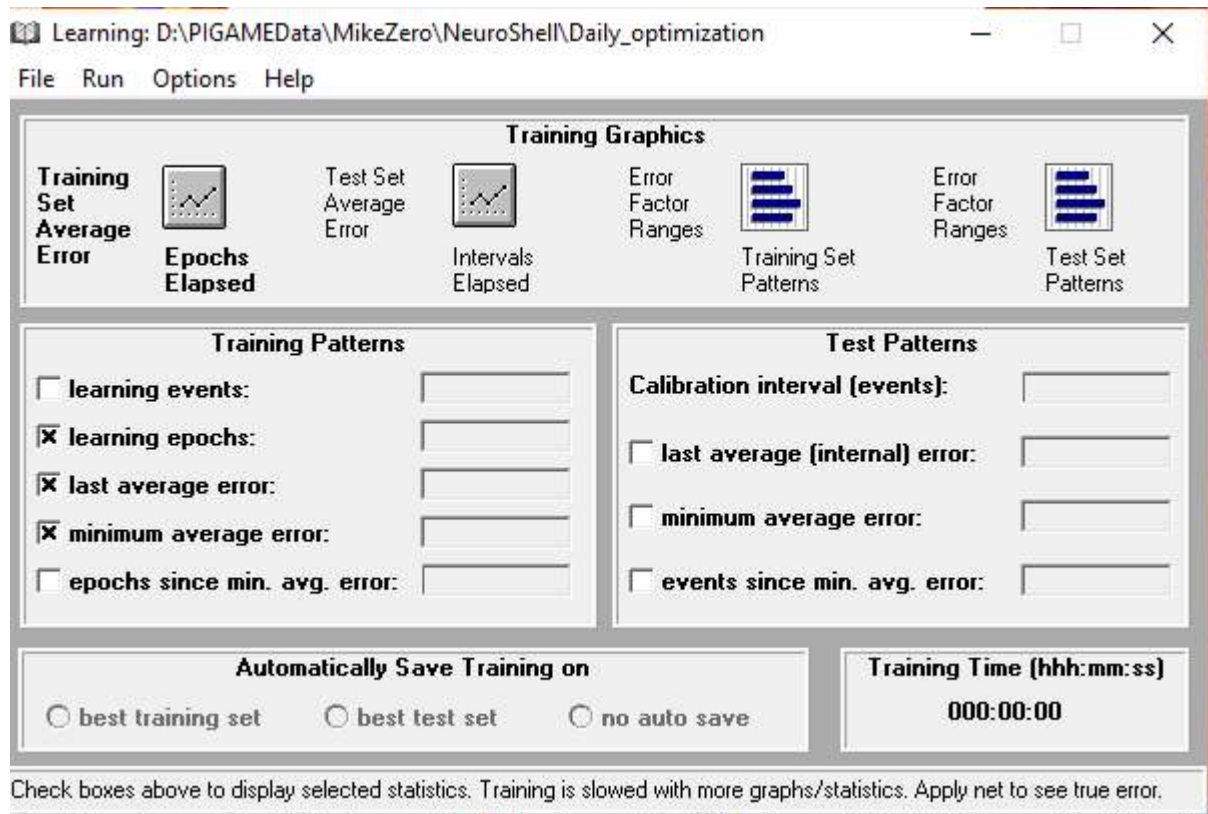 Learning: D:\PIGAMEData\MikeZero\NeuroShell\Daily_optimization
File Run Options Help
Training Graphics
Training
Set
Average
Error
Epochs
Elapsed
Test Set
Average
Error
Intervals
Elapsed
Error
Factor
Ranges
Training Set
Patterns
Error
Factor
Ranges
Test Set
Patterns
Training Patterns
learning events:
learning epochs:
last average error:
minimum average error:
epochs since min. avg. error:
Test Patterns
Calibration interval (events):
last average (internal) error:
minimum average error:
events since min. avg. error:
Automatically Save Training on
best training set best test set no auto save
Training Time (hhh:mm:ss)
000:00:00
Check boxes above to display selected statistics. Training is slowed with more graphs/statistics. Apply net to see true error.